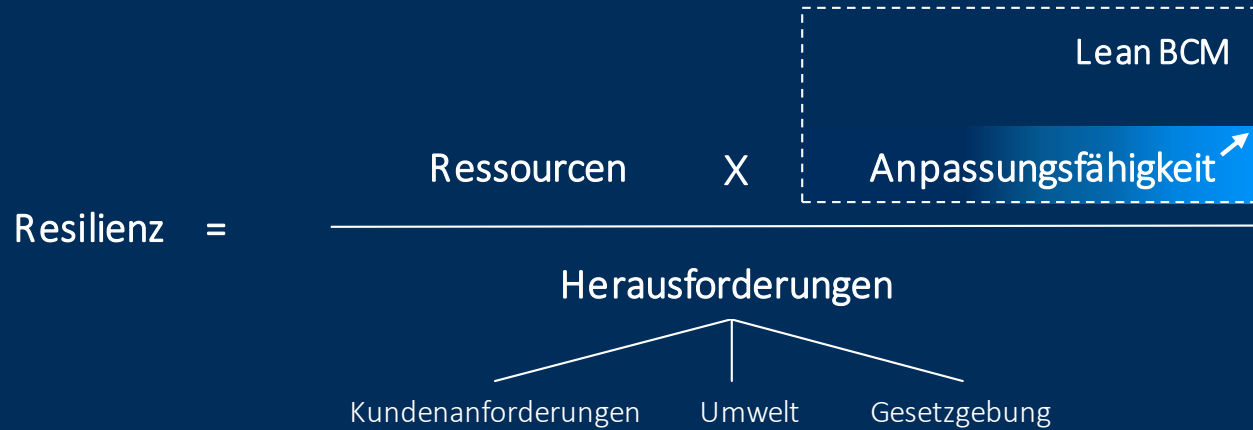 Lean BCM
Ressourcen X Anpassungsfähigkeit
Resilienz =
Herausforderungen
Kundenanforderungen Umwelt Gesetzgebung